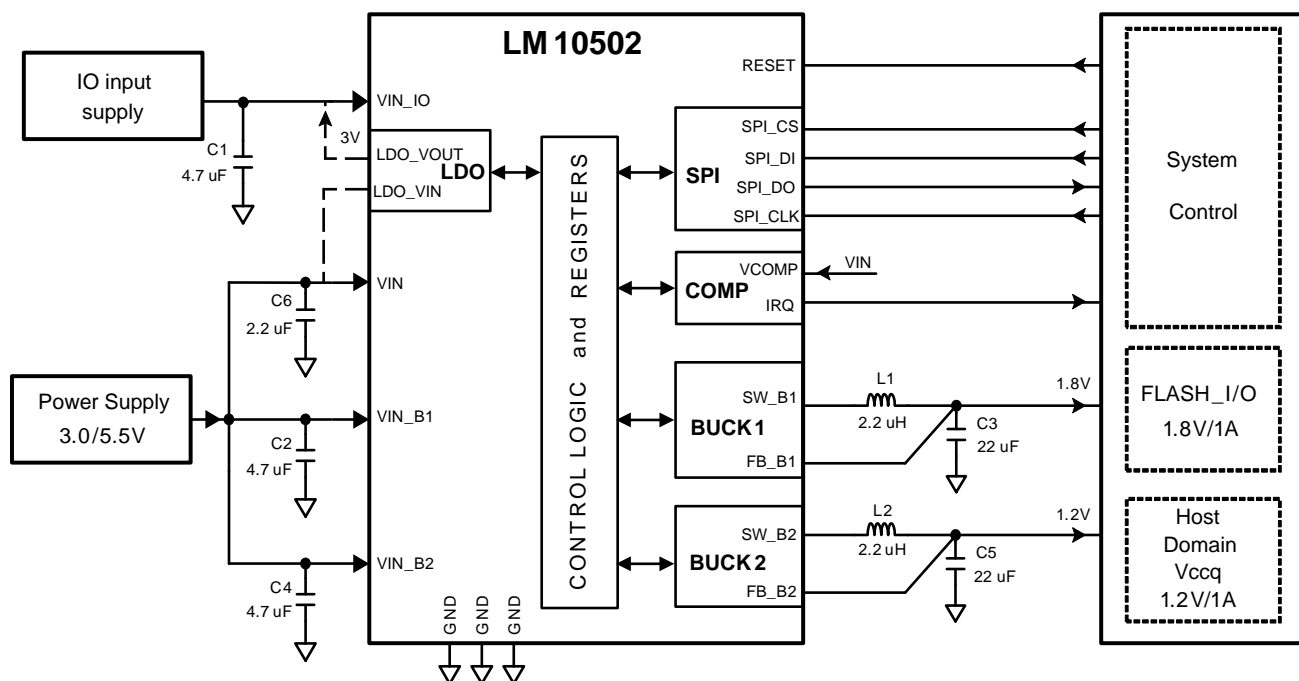 LM 10502
IO input
supply
C1
4.7 uF
VIN_IO
3V
LDO_VOUT
LDO
LDO_VIN
VIN
C6
2.2 uF
Power Supply
3.0/5.5V
VIN_B1
C2
4.7 uF
VIN_B2
C4
4.7 uF
GND
GND
GND
CONTROL LOGIC and REGISTERS
RESET
SPI
SPI_CS
SPI_DI
SPI_DO
SPI_CLK
COMP
VCOMP
VIN
IRQ
BUCK1
SW_B1
FB_B1
L1
2.2 uH
C3
22 uF
1.8V
BUCK2
SW_B2
FB_B2
L2
2.2 uH
C5
22 uF
1.2V
System
Control
FLASH_I/O
1.8V/1A
Host
Domain
Vccq
1.2V/1A